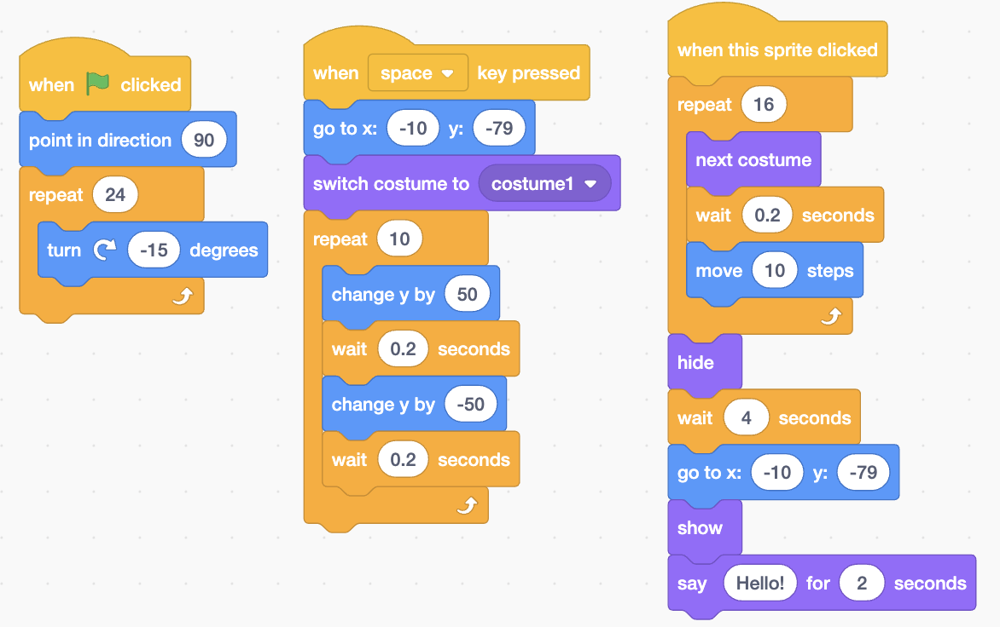 when clicked
point in direction 90
repeat 24
turn -15 degrees
when space key pressed
go to x: -10 y: -79
switch costume to costume1
repeat 10
change y by 50
wait 0.2 seconds
change y by -50
wait 0.2 seconds
when this sprite clicked
repeat 16
next costume
wait 0.2 seconds
move 10 steps
hide
wait 4 seconds
go to x: -10 y: -79
show
say Hello! for 2 seconds